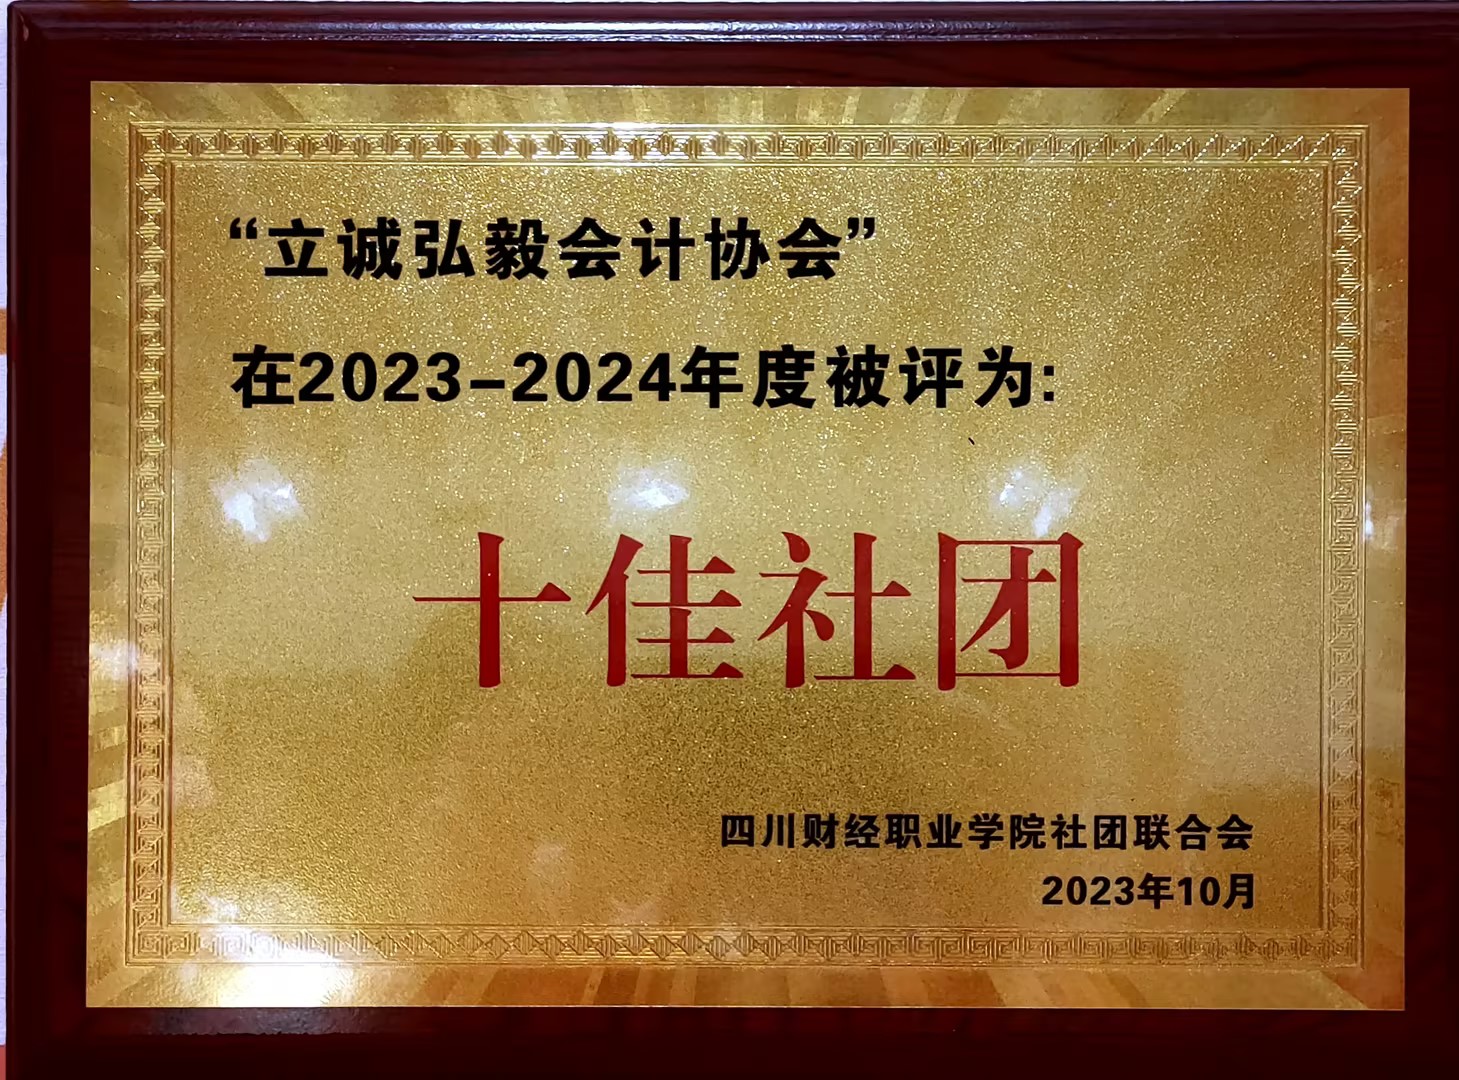 “立诚弘毅会计协会”
在2023-2024年度被评为:
十佳社团
四川财经职业学院社团联合会
2023年10月